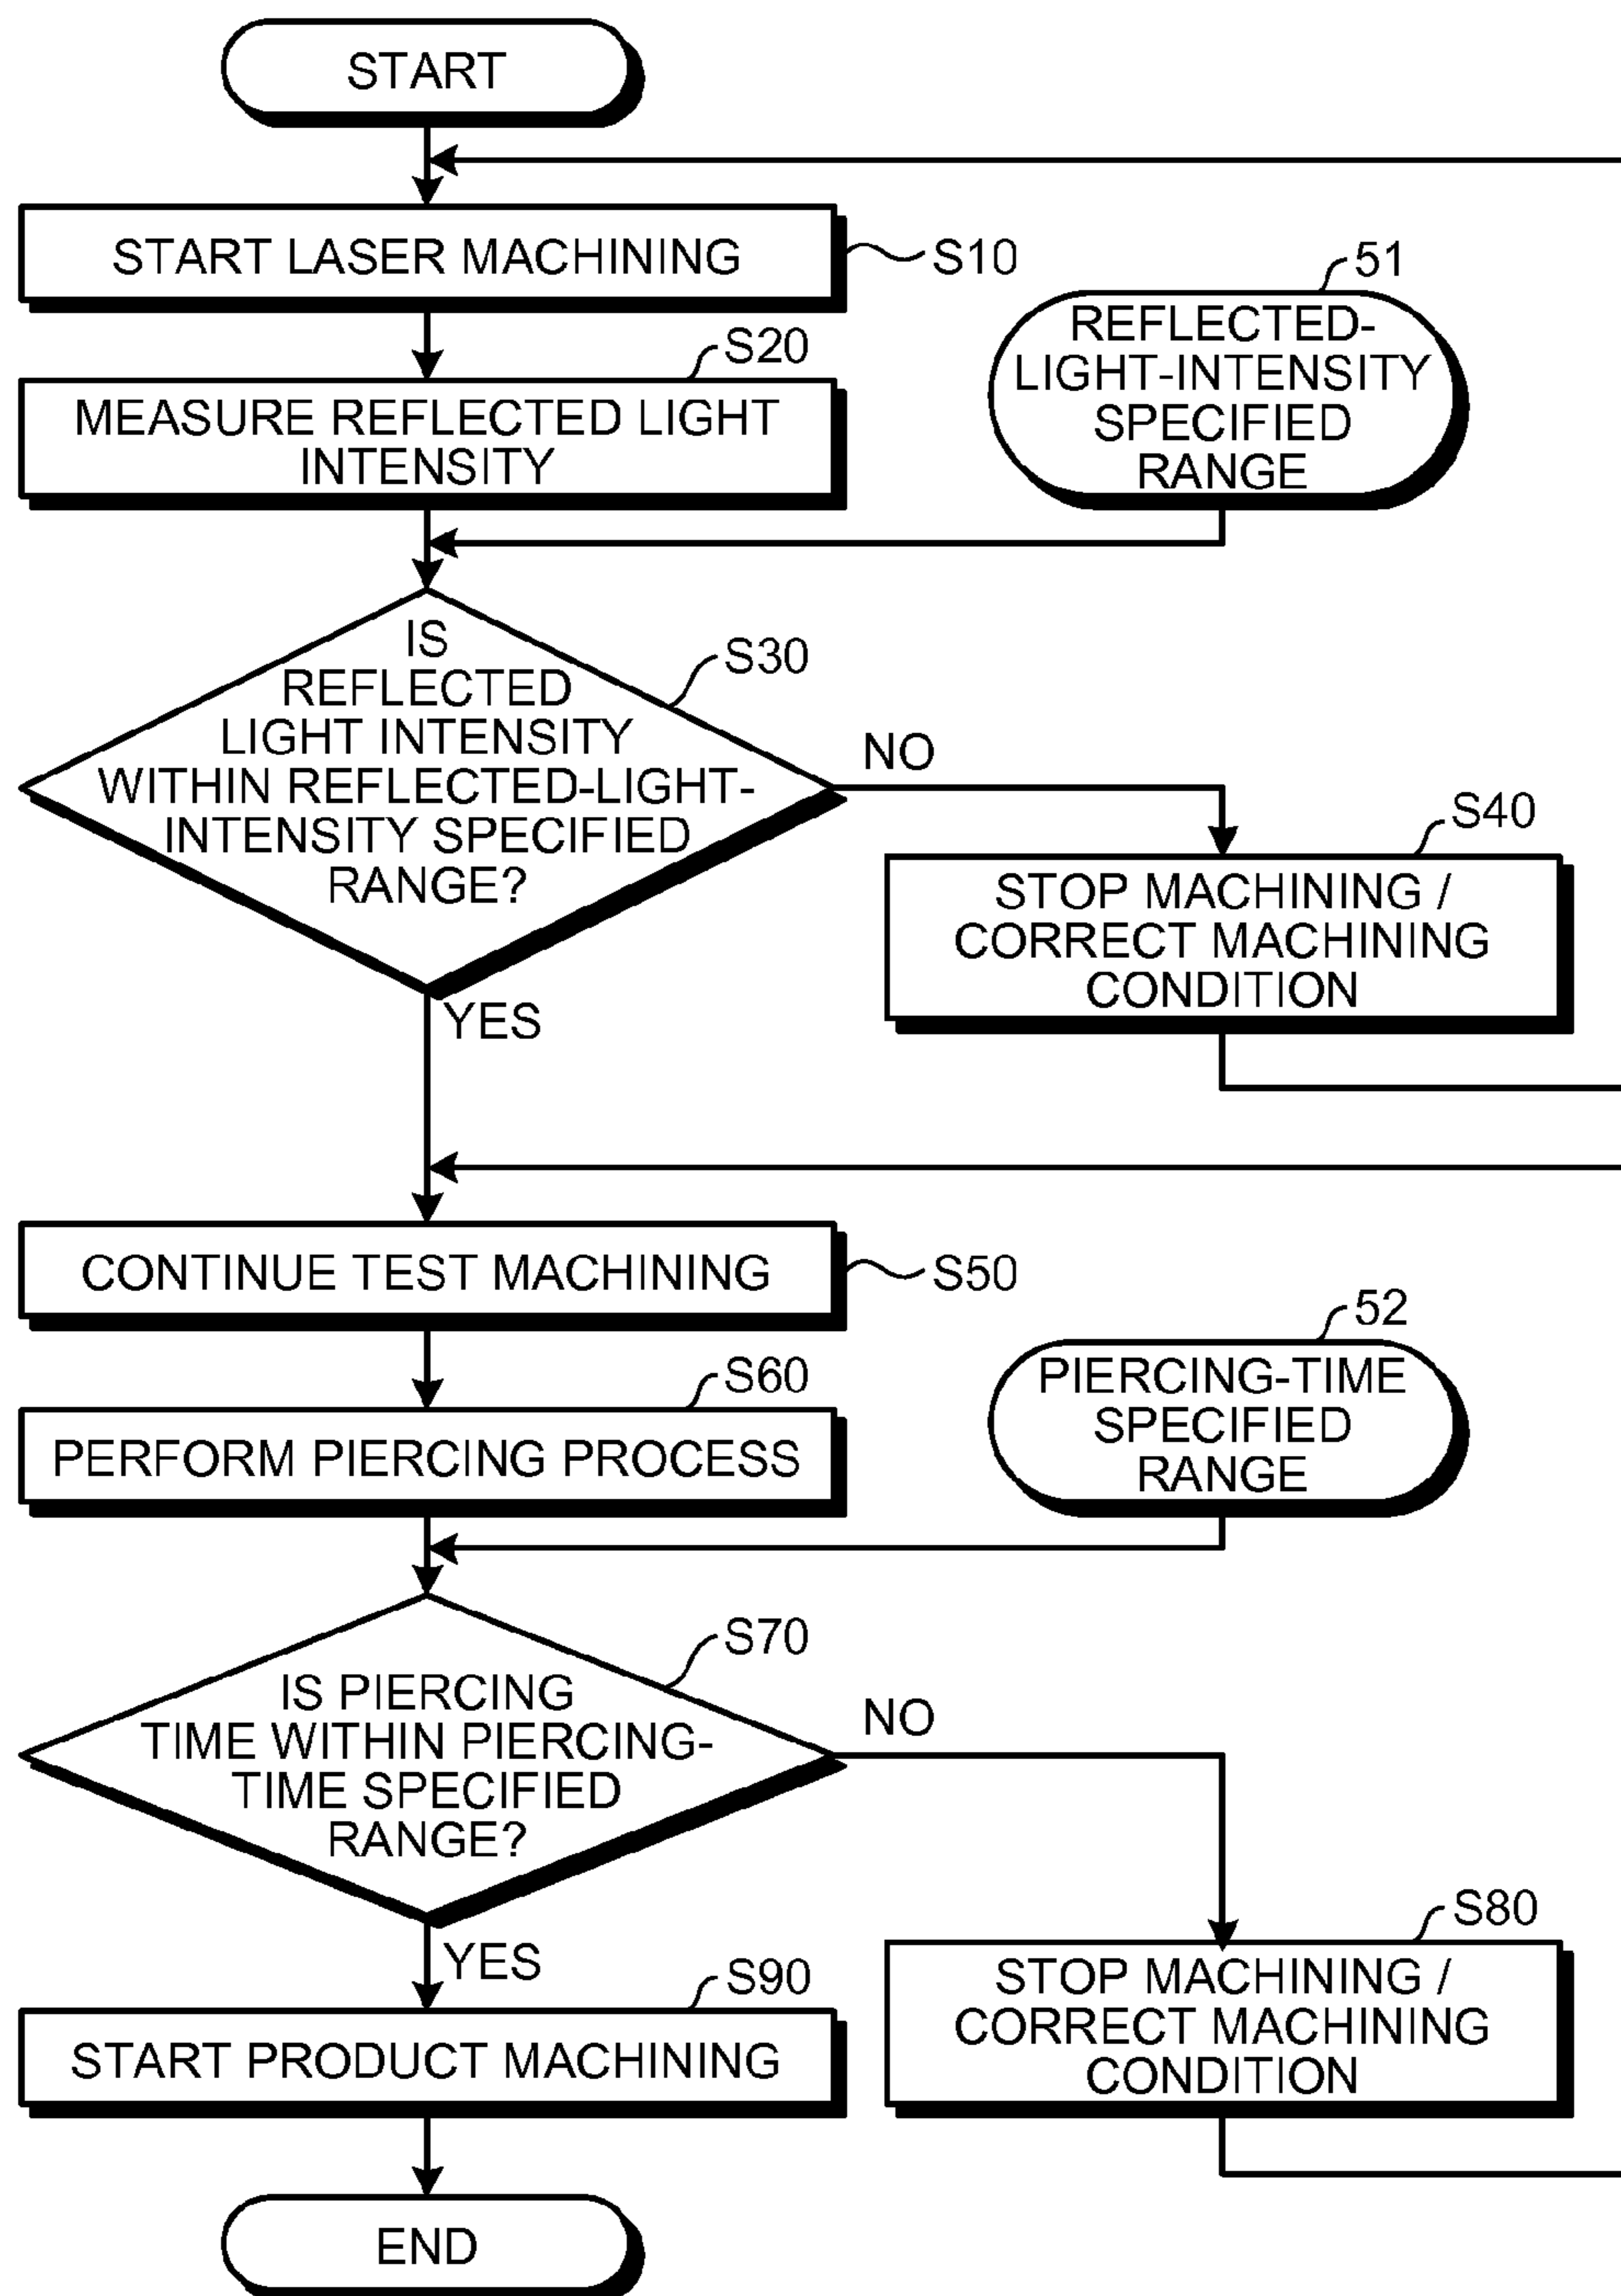 START
START LASER MACHINING
S10
51
REFLECTED-
LIGHT-INTENSITY
SPECIFIED
RANGE
S20
MEASURE REFLECTED LIGHT
INTENSITY
IS
REFLECTED
LIGHT INTENSITY
WITHIN REFLECTED-LIGHT-
INTENSITY SPECIFIED
RANGE?
S30
NO
YES
S40
STOP MACHINING /
CORRECT MACHINING
CONDITION
CONTINUE TEST MACHINING
S50
52
PIERCING-TIME
SPECIFIED
RANGE
S60
PERFORM PIERCING PROCESS
S70
IS PIERCING
TIME WITHIN PIERCING-
TIME SPECIFIED
RANGE?
NO
YES
S80
STOP MACHINING /
CORRECT MACHINING
CONDITION
S90
START PRODUCT MACHINING
END